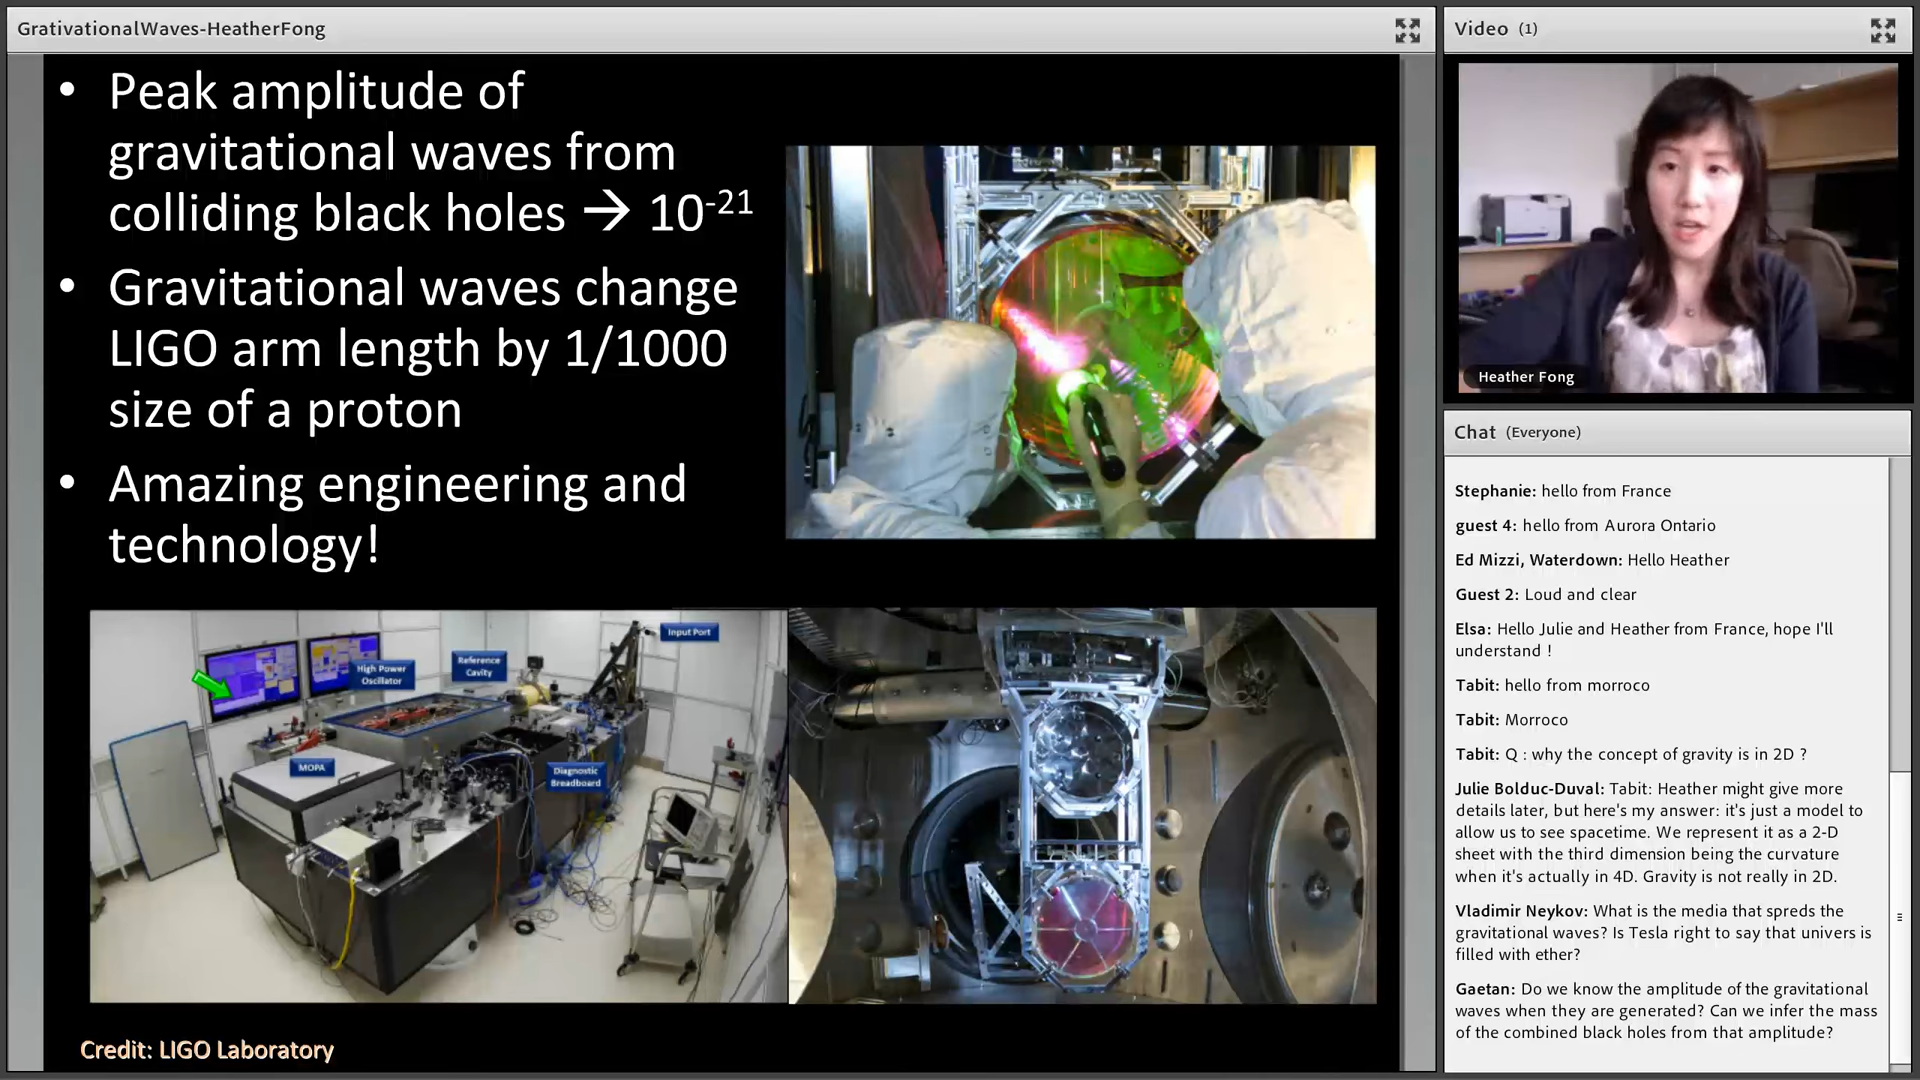 GrativationalWaves-HeatherFong
• Peak amplitude of
gravitational waves from
colliding black holes → 10⁻²¹
• Gravitational waves change
LIGO arm length by 1/1000
size of a proton
• Amazing engineering and
technology!
Input Port
High Power
Oscillator
Reference
Cavity
MOPA
Diagnostic
Breadboard
Credit: LIGO Laboratory
Video (1)
Heather Fong
Chat (Everyone)
Stephanie: hello from France
guest 4: hello from Aurora Ontario
Ed Mizzi, Waterdown: Hello Heather
Guest 2: Loud and clear
Elsa: Hello Julie and Heather from France, hope I'll
understand !
Tabit: hello from morroco
Tabit: Morroco
Tabit: Q : why the concept of gravity is in 2D ?
Julie Bolduc-Duval: Tabit: Heather might give more
details later, but here's my answer: it's just a model to
allow us to see spacetime. We represent it as a 2-D
sheet with the third dimension being the curvature
when it's actually in 4D. Gravity is not really in 2D.
Vladimir Neykov: What is the media that spreds the
gravitational waves? Is Tesla right to say that univers is
filled with ether?
Gaetan: Do we know the amplitude of the gravitational
waves when they are generated? Can we infer the mass
of the combined black holes from that amplitude?